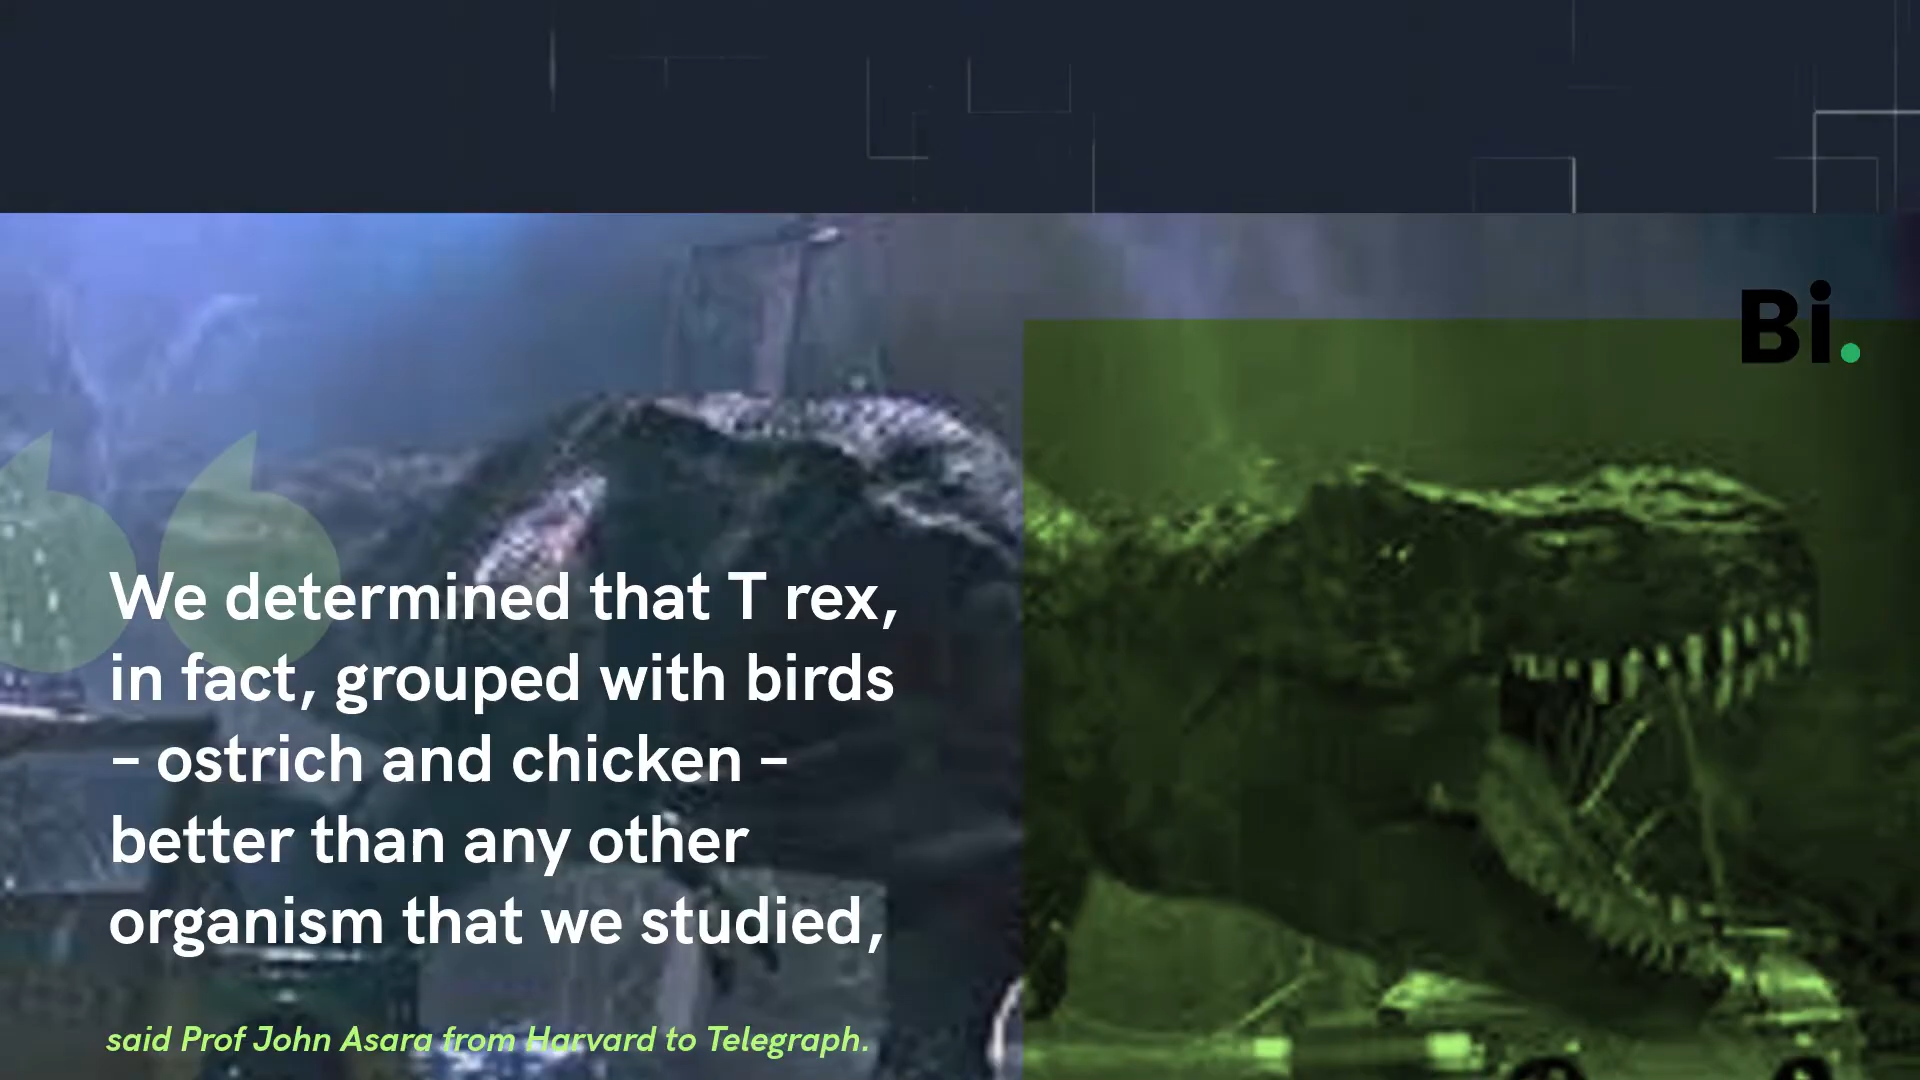 Bi.
We determined that T rex,
in fact, grouped with birds
– ostrich and chicken –
better than any other
organism that we studied,
said Prof John Asara from Harvard to Telegraph.